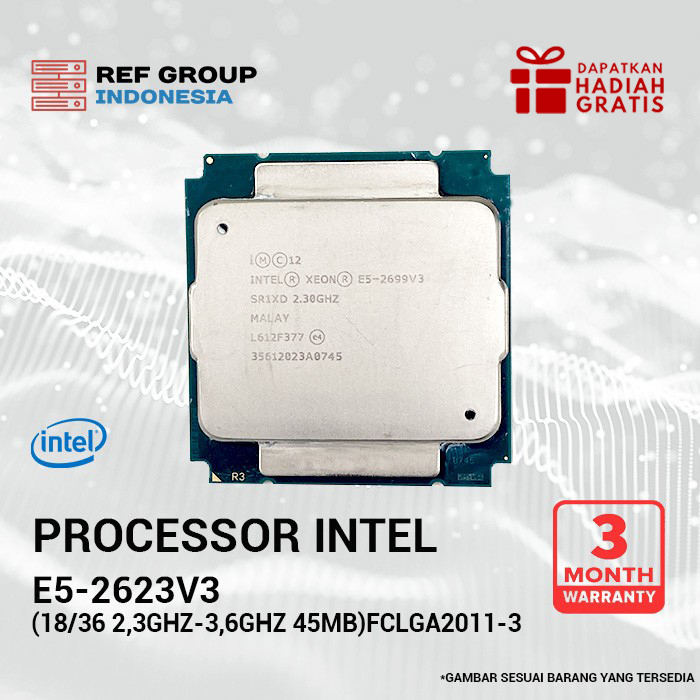 REF GROUP
INDONESIA
DAPATKAN
HADIAH
GRATIS
i Ⓜ Ⓒ 12
INTEL® XEON® E5-2699V3
SR1XD 2.30GHZ
MALAY
L612F377 e4
35612023A0745
R3
intel
PROCESSOR INTEL
E5-2623V3
(18/36 2,3GHZ-3,6GHZ 45MB)FCLGA2011-3
3
MONTH
WARRANTY
*GAMBAR SESUAI BARANG YANG TERSEDIA